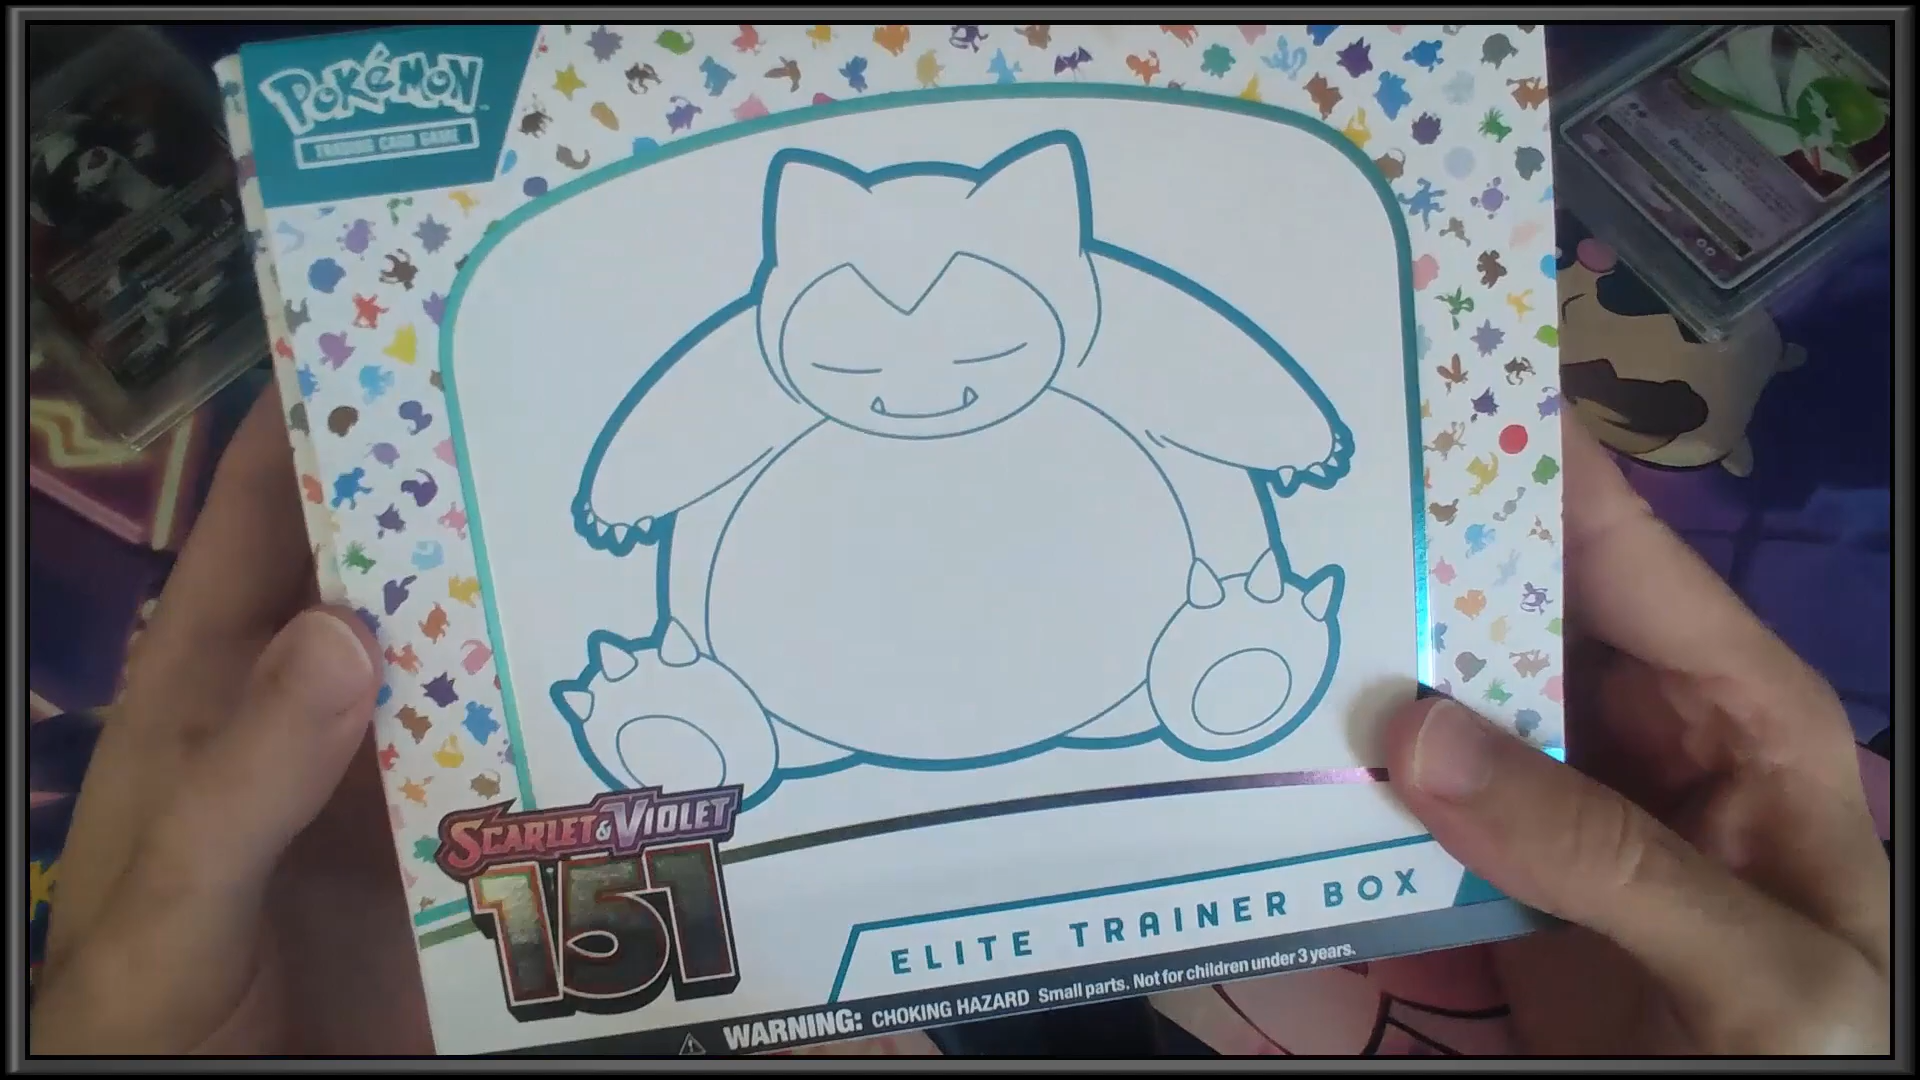 POKéMON
TRADING CARD GAME
SCARLET & VIOLET
151
ELITE TRAINER BOX
WARNING: CHOKING HAZARD Small parts. Not for children under 3 years.